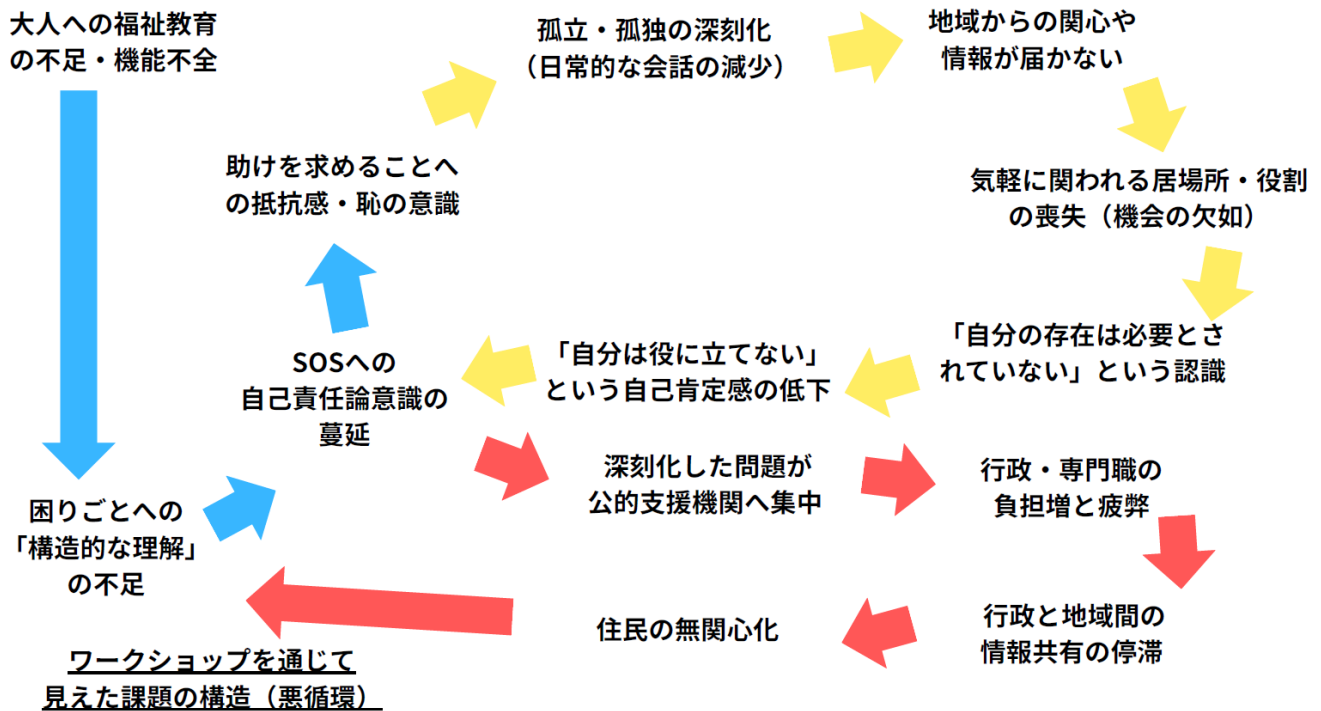 大人への福祉教育
の不足・機能不全
孤立・孤独の深刻化
（日常的な会話の減少）
地域からの関心や
情報が届かない
助けを求めることへ
の抵抗感・恥の意識
気軽に関われる居場所・役割
の喪失（機会の欠如）
「自分の存在は必要とさ
れていない」という認識
「自分は役に立てない」
という自己肯定感の低下
SOSへの
自己責任論意識の
蔓延
深刻化した問題が
公的支援機関へ集中
行政・専門職の
負担増と疲弊
困りごとへの
「構造的な理解」
の不足
行政と地域間の
情報共有の停滞
住民の無関心化
ワークショップを通じて
見えた課題の構造（悪循環）